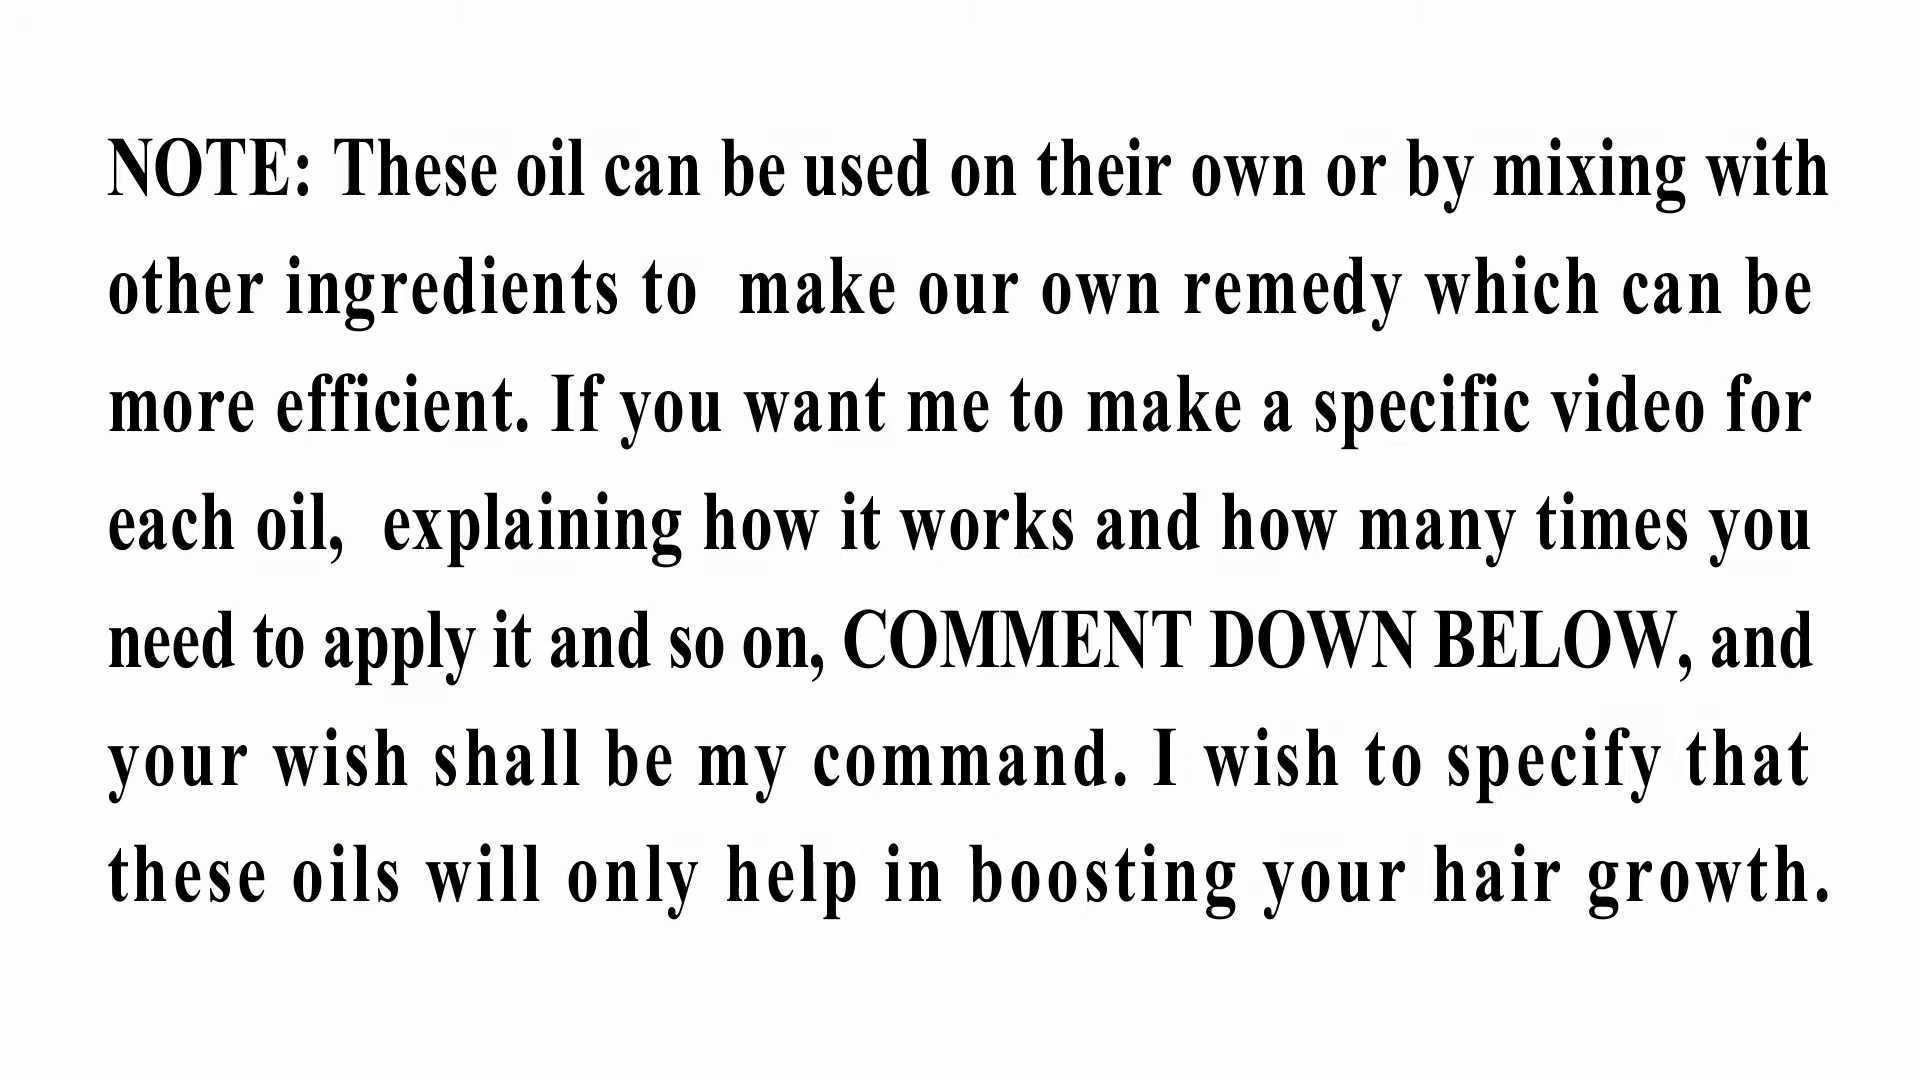 NOTE: These oil can be used on their own or by mixing with
other ingredients to  make our own remedy which can be
more efficient. If you want me to make a specific video for
each oil,  explaining how it works and how many times you
need to apply it and so on, COMMENT DOWN BELOW, and
your wish shall be my command. I wish to specify that
these oils will only help in boosting your hair growth.